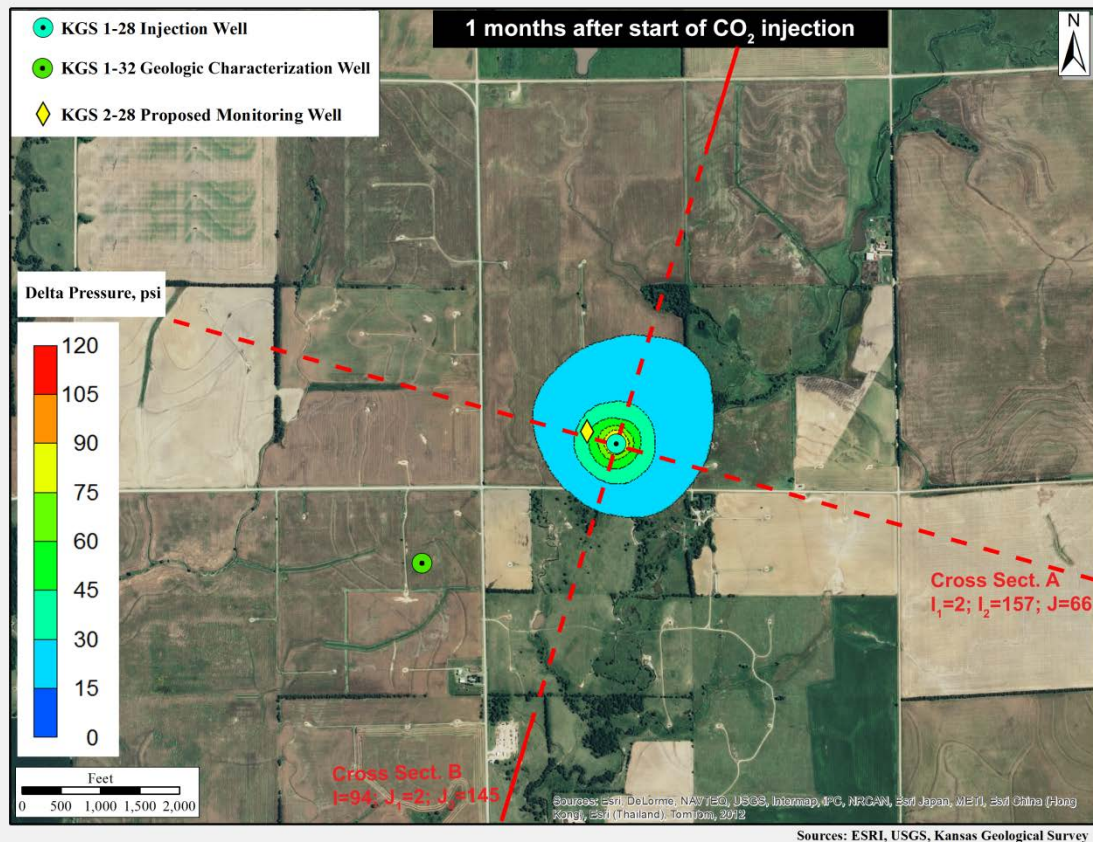 1 months after start of CO₂ injection
N
KGS 1-28 Injection Well
KGS 1-32 Geologic Characterization Well
KGS 2-28 Proposed Monitoring Well
Delta Pressure, psi
120
105
90
75
60
45
30
15
0
Cross Sect. A
I₁=2; I₂=157; J=66
Feet
0 500 1,000 1,500 2,000
Cross Sect. B
I=94; J₁=2; J₂=145
Sources: Esri, DeLorme, NAVTEQ, USGS, Intermap, iPC, NRCAN, Esri Japan, METI, Esri China (Hong
Kong), Esri (Thailand), TomTom, 2012
Sources: ESRI, USGS, Kansas Geological Survey